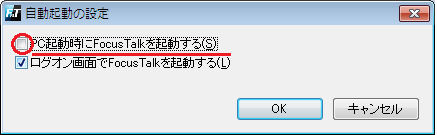 自動起動の設定
PC起動時にFocusTalkを起動する(S)
ログオン画面でFocusTalkを起動する(L)
OK
キャンセル